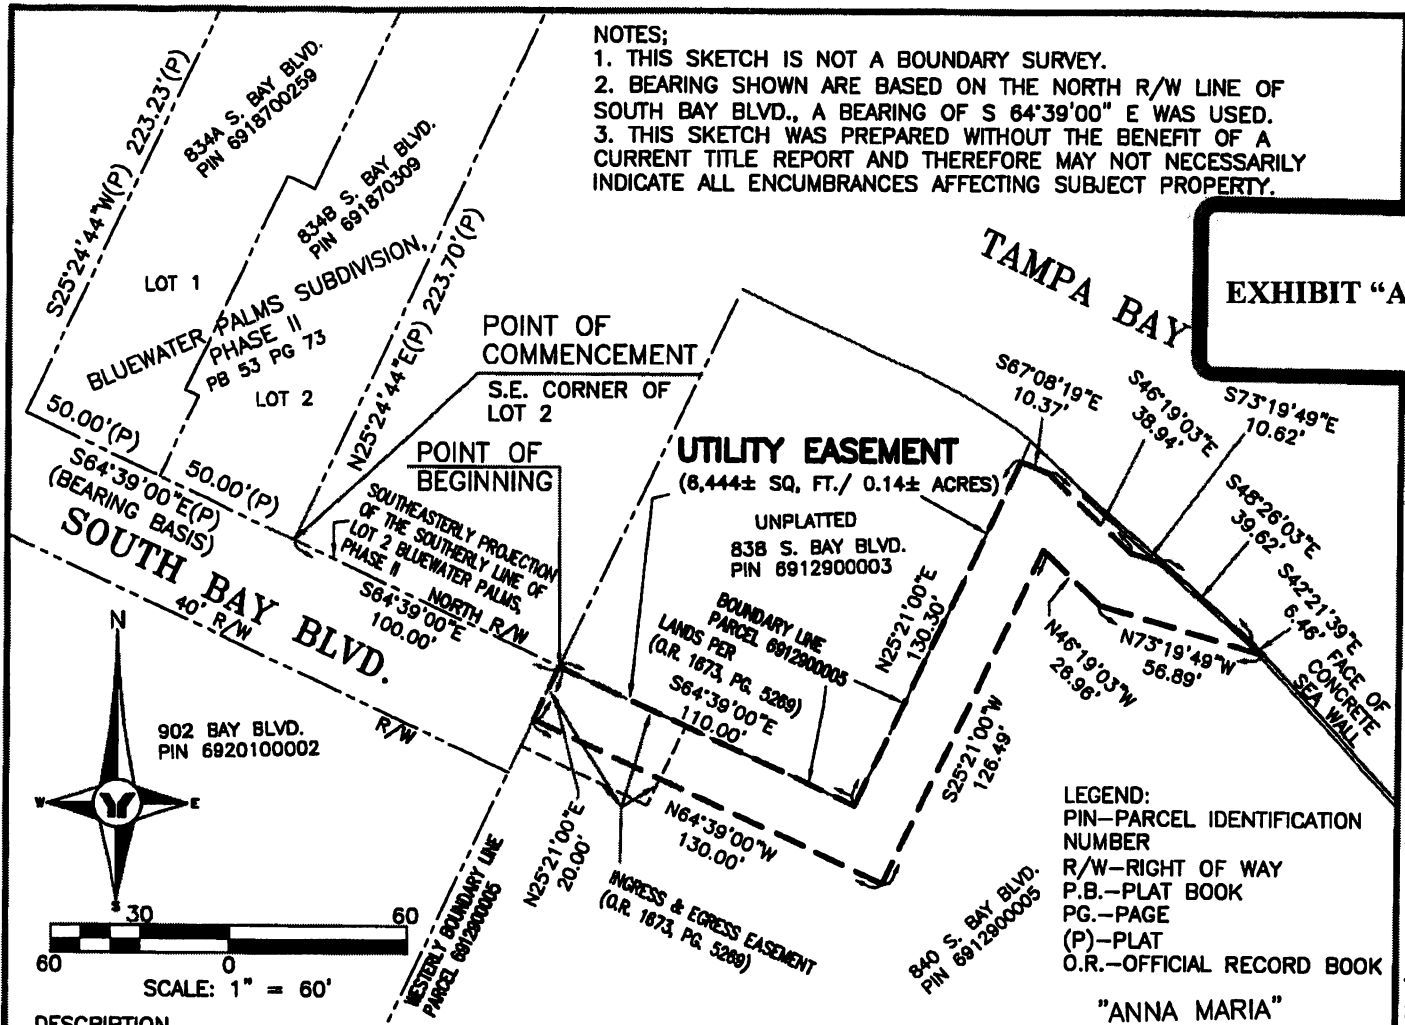 NOTES;
1. THIS SKETCH IS NOT A BOUNDARY SURVEY.
2. BEARING SHOWN ARE BASED ON THE NORTH R/W LINE OF
SOUTH BAY BLVD., A BEARING OF S 64°39'00" E WAS USED.
3. THIS SKETCH WAS PREPARED WITHOUT THE BENEFIT OF A
CURRENT TITLE REPORT AND THEREFORE MAY NOT NECESSARILY
INDICATE ALL ENCUMBRANCES AFFECTING SUBJECT PROPERTY.
EXHIBIT "A
TAMPA BAY
S25°24'44"W(P) 223.23'(P)
834A S. BAY BLVD.
PIN 6918700259
834B S. BAY BLVD.
PIN 691870309
LOT 1
BLUEWATER PALMS SUBDIVISION,
PHASE II
PB 53 PG 73
LOT 2
N25°24'44"E(P) 223.70'(P)
50.00'(P)
50.00'(P)
S64°39'00"E(P)
(BEARING BASIS)
SOUTH BAY BLVD.
40' R/W
R/W
POINT OF
COMMENCEMENT
S.E. CORNER OF
LOT 2
POINT OF
BEGINNING
SOUTHEASTERLY PROJECTION
OF THE SOUTHERLY LINE OF
LOT 2 BLUEWATER PALMS,
PHASE II
NORTH R/W
S64°39'00"E
100.00'
UTILITY EASEMENT
(6,444± SQ, FT./ 0.14± ACRES)
UNPLATTED
838 S. BAY BLVD.
PIN 6912900003
BOUNDARY LINE
PARCEL 6912900005
LANDS PER
(O.R. 1673, PG. 5269)
S64°39'00"E
110.00'
N25°21'00"E
130.30'
S67°08'19"E
10.37'
S46°19'03"E
38.94'
S73°19'49"E
10.62'
S48°26'03"E
39.62'
S42°21'39"E
6.46'
FACE OF
CONCRETE
SEA WALL
N73°19'49"W
56.89'
N46°19'03"W
26.96'
S25°21'00"W
126.49'
N64°39'00"W
130.00'
N25°21'00"E
20.00'
INGRESS & EGRESS EASEMENT
(O.R. 1673, PG. 5269)
WESTERLY BOUNDARY LINE
PARCEL 6912900005
840 S. BAY BLVD.
PIN 6912900005
902 BAY BLVD.
PIN 6920100002
N
W
E
S
30
60
60
0
SCALE: 1" = 60'
LEGEND:
PIN-PARCEL IDENTIFICATION
NUMBER
R/W-RIGHT OF WAY
P.B.-PLAT BOOK
PG.-PAGE
(P)-PLAT
O.R.-OFFICIAL RECORD BOOK
"ANNA MARIA"
DESCRIPTION